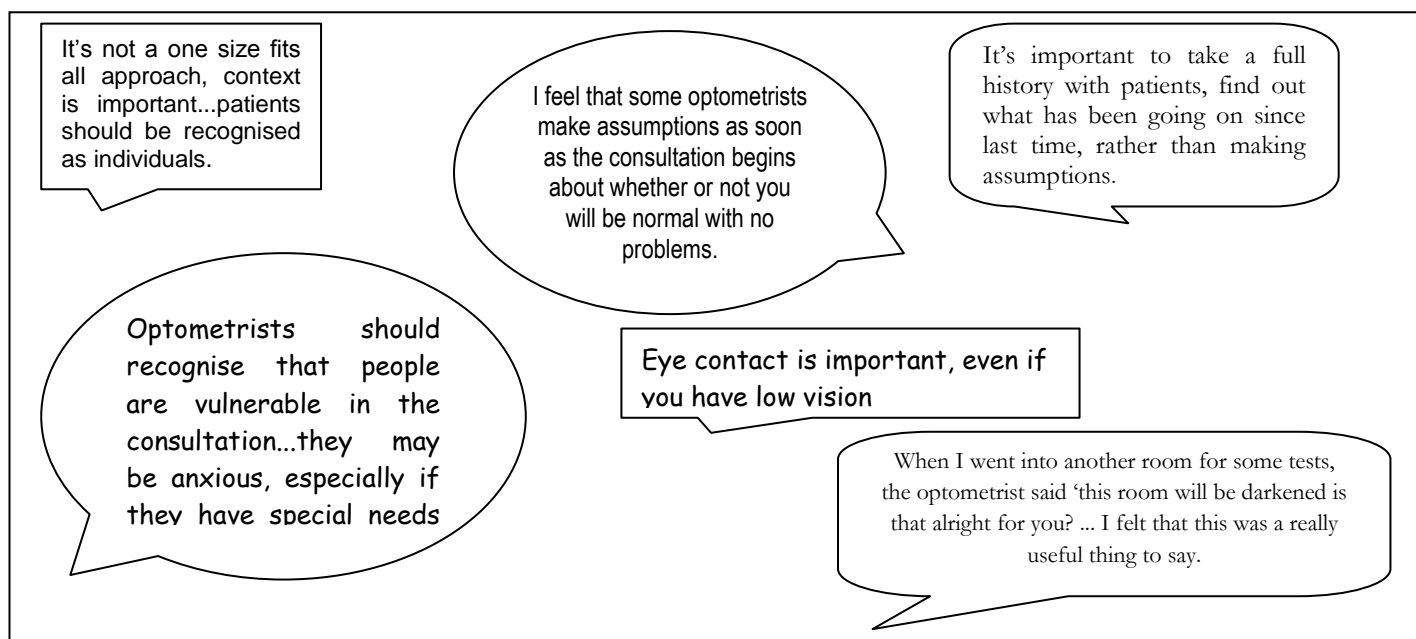 It's not a one size fits
all approach, context
is important...patients
should be recognised
as individuals.
I feel that some optometrists
make assumptions as soon
as the consultation begins
about whether or not you
will be normal with no
problems.
It's important to take a full
history with patients, find out
what has been going on since
last time, rather than making
assumptions.
Optometrists should
recognise that people
are vulnerable in the
consultation...they may
be anxious, especially if
they have special needs
Eye contact is important, even if
you have low vision
When I went into another room for some tests,
the optometrist said ‘this room will be darkened is
that alright for you? ... I felt that this was a really
useful thing to say.